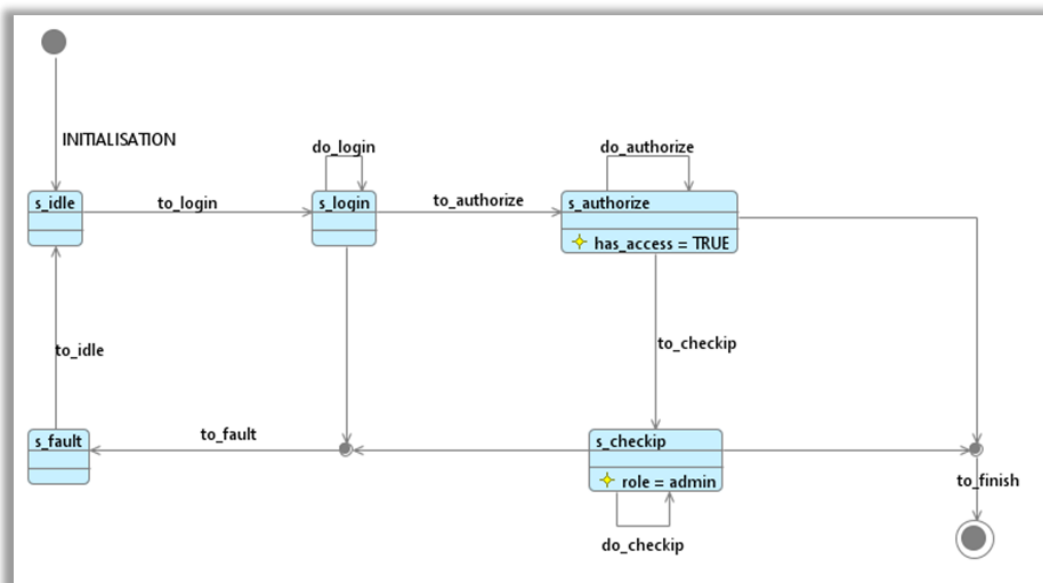 INITIALISATION
do_login
do_authorize
s_idle
to_login
s_login
to_authorize
s_authorize
has_access = TRUE
to_idle
to_checkip
s_fault
to_fault
s_checkip
role = admin
to_finish
do_checkip